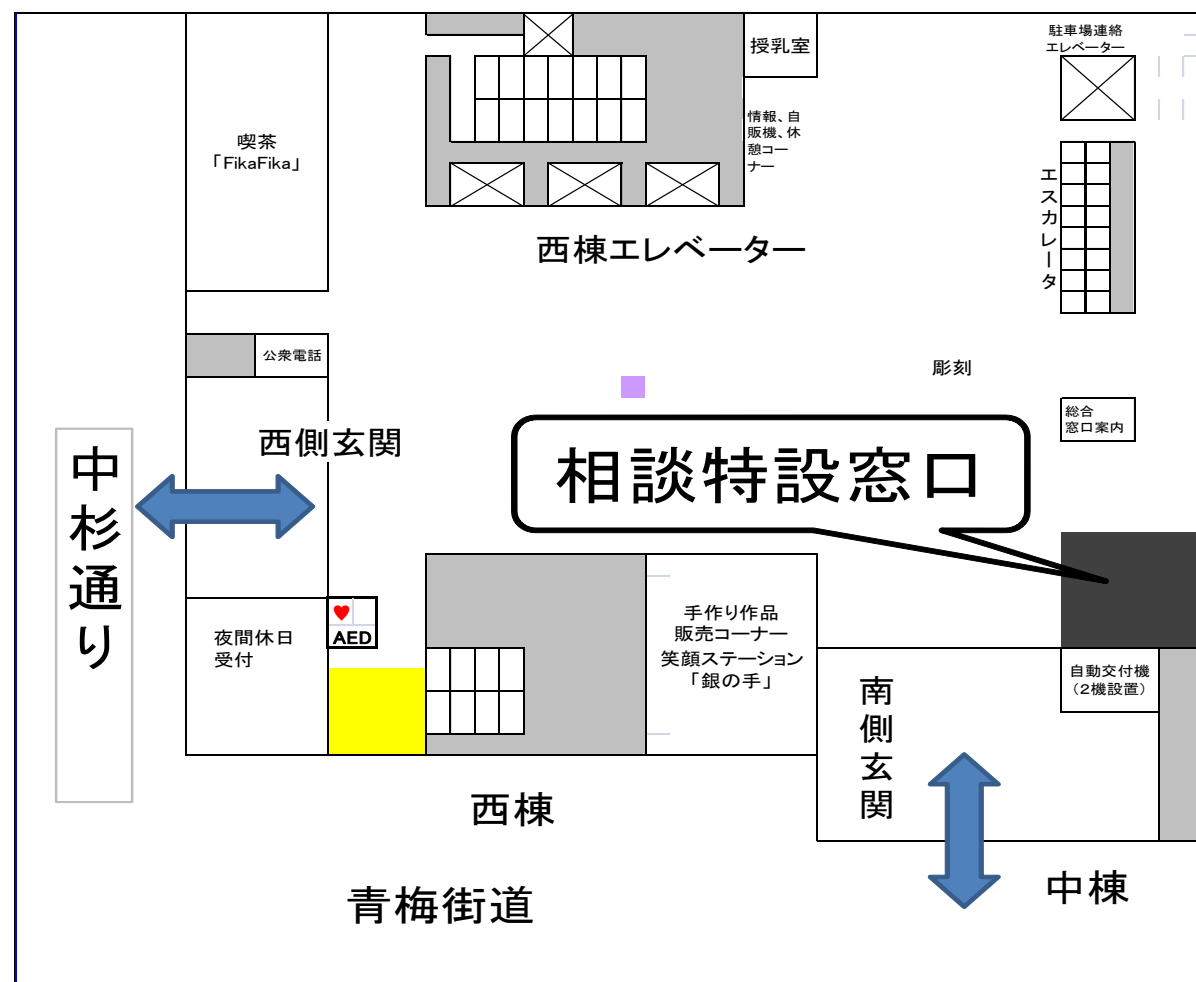 授乳室
駐車場連絡
エレベーター
喫茶
「FikaFika」
情報、自
販機、休
憩コー
ナー
エスカレータ
西棟エレベーター
公衆電話
彫刻
総合
窓口案内
西側玄関
相談特設窓口
中杉通り
夜間休日
受付
AED
手作り作品
販売コーナー
笑顔ステーション
「銀の手」
自動交付機
（2機設置）
南側玄関
西棟
中棟
青梅街道